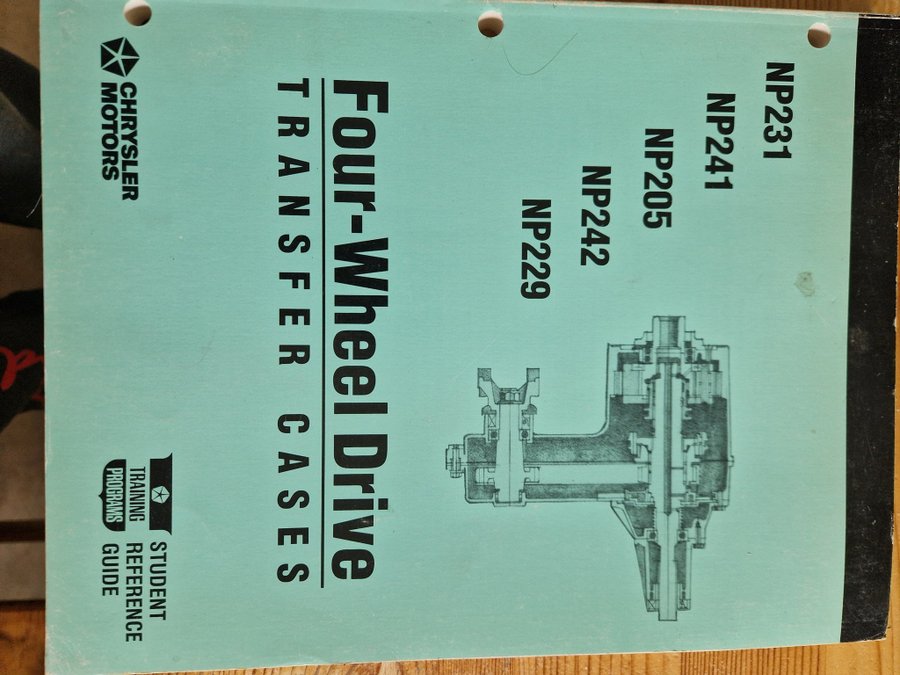 NP231
NP241
NP205
NP242
NP229
Four-Wheel Drive
TRANSFER CASES
CHRYSLER
MOTORS
TRAINING
PROGRAMS
STUDENT
REFERENCE
GUIDE